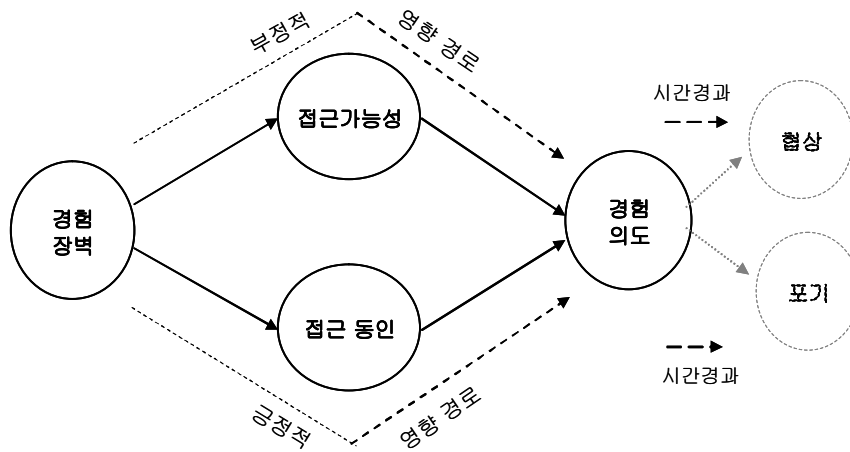 부정적
영향 경로
접근가능성
시간경과
협상
경험
장벽
경험
의도
접근 동인
포기
시간경과
긍정적
영향 경로